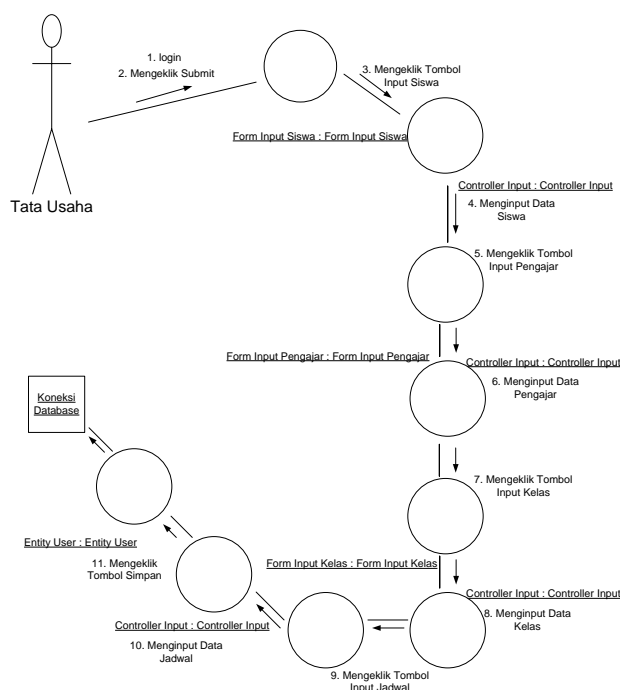 1. login
2. Mengeklik Submit
3. Mengeklik Tombol
Input Siswa
Form Input Siswa : Form Input Siswa
Tata Usaha
Controller Input : Controller Input
4. Menginput Data
Siswa
5. Mengeklik Tombol
Input Pengajar
Form Input Pengajar : Form Input Pengajar
Controller Input : Controller Input
6. Menginput Data
Pengajar
Koneksi
Database
7. Mengeklik Tombol
Input Kelas
Entity User : Entity User
11. Mengeklik
Tombol Simpan
Form Input Kelas : Form Input Kelas
Controller Input : Controller Input
8. Menginput Data
Kelas
Controller Input : Controller Input
10. Menginput Data
Jadwal
9. Mengeklik Tombol
Input Jadwal